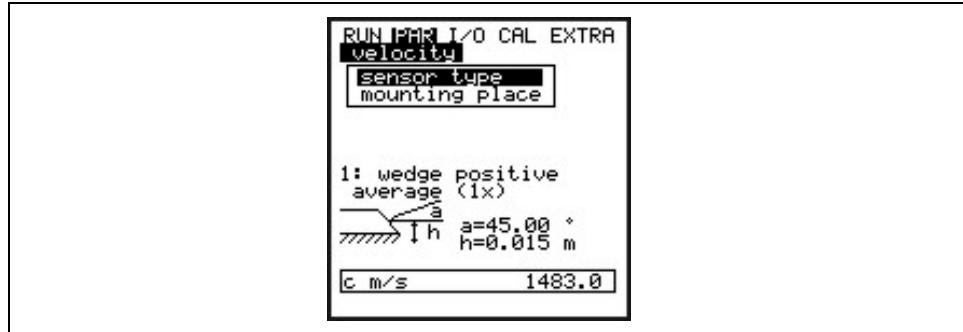 RUN PAR I/O CAL EXTRA
velocity
sensor type
mounting place
1: wedge positive
average (1x)
a
h
a=45.00 °
h=0.015 m
c m/s 1483.0